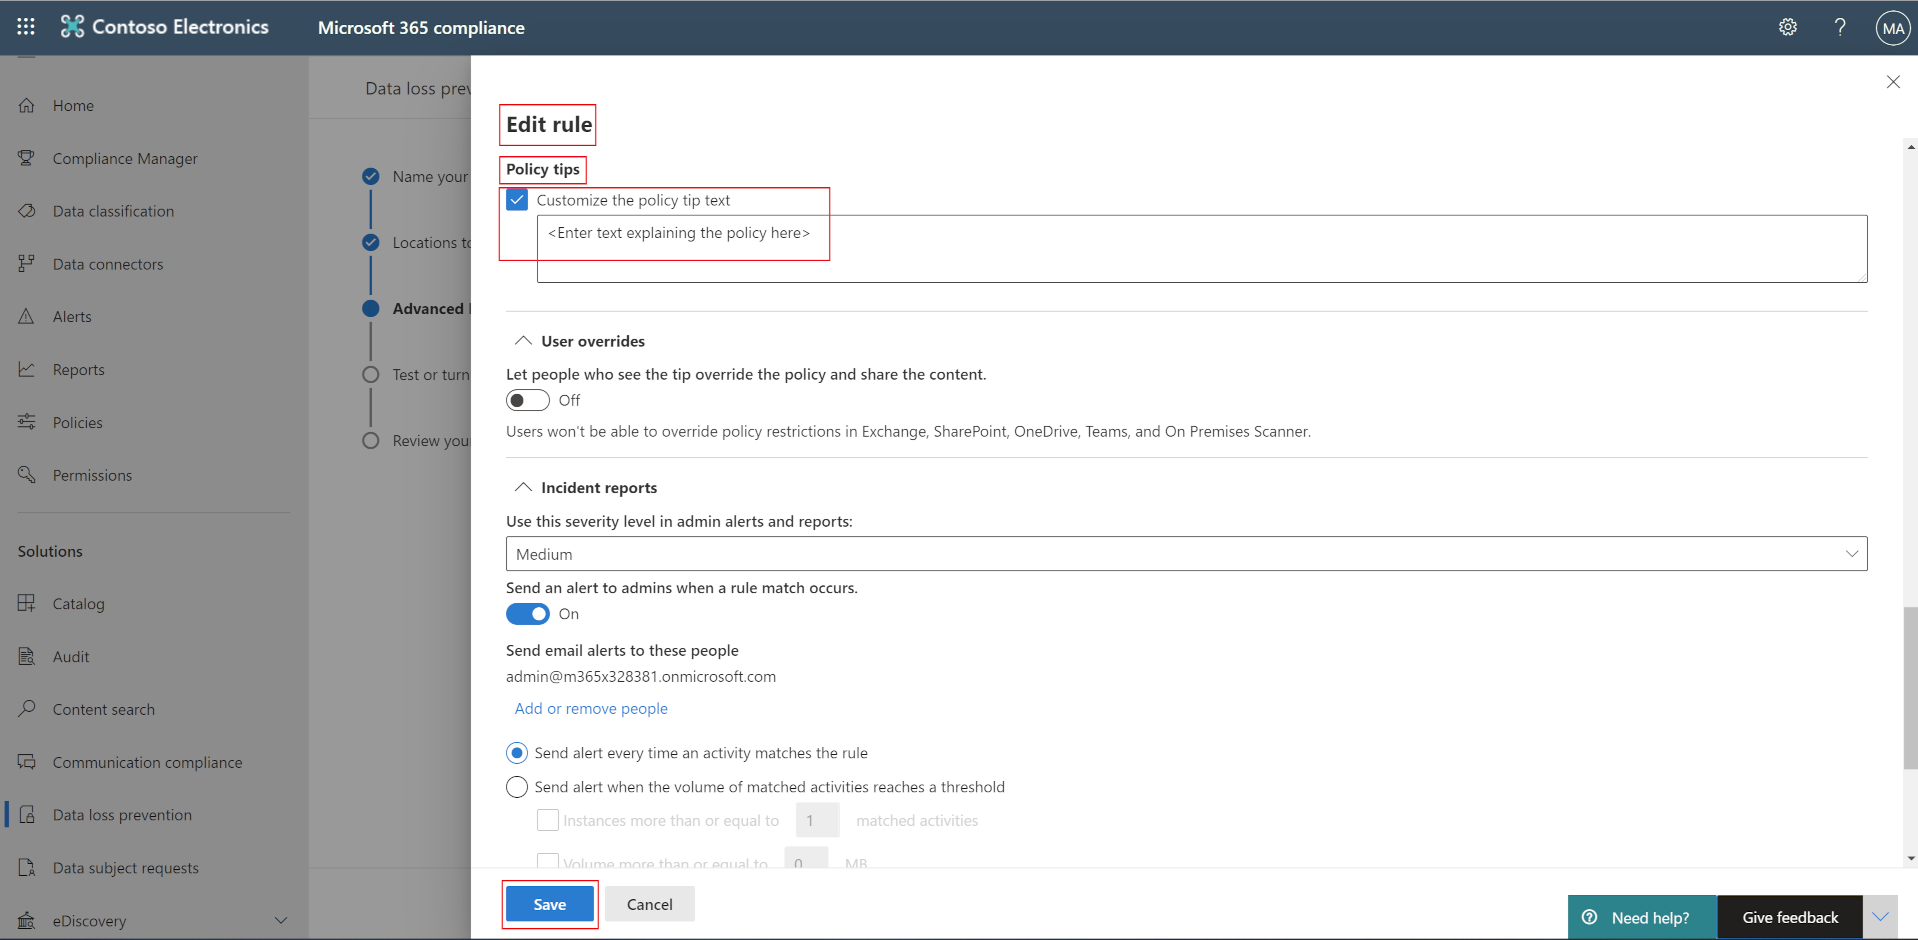 Contoso Electronics
Microsoft 365 compliance
MA
Home
Compliance Manager
Data classification
Data connectors
Alerts
Reports
Policies
Permissions
Solutions
Catalog
Audit
Content search
Communication compliance
Data loss prevention
Data subject requests
eDiscovery
Data loss prev
Name your
Locations to
Advanced
Test or turn
Review your
Edit rule
Policy tips
Customize the policy tip text
<Enter text explaining the policy here>
User overrides
Let people who see the tip override the policy and share the content.
Off
Users won't be able to override policy restrictions in Exchange, SharePoint, OneDrive, Teams, and On Premises Scanner.
Incident reports
Use this severity level in admin alerts and reports:
Medium
Send an alert to admins when a rule match occurs.
On
Send email alerts to these people
admin@m365x328381.onmicrosoft.com
Add or remove people
Send alert every time an activity matches the rule
Send alert when the volume of matched activities reaches a threshold
Instances more than or equal to 1 matched activities
Volume more than or equal to 0 MB
Save
Cancel
? Need help?
Give feedback